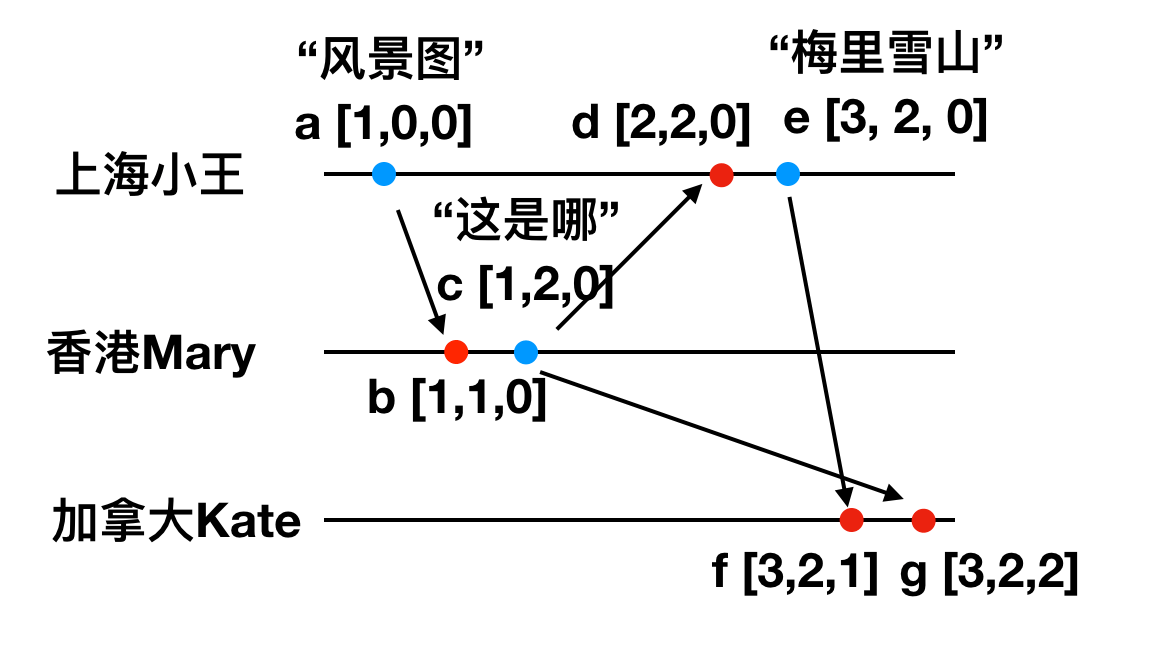 “风景图”
“梅里雪山”
a [1,0,0]
d [2,2,0]
e [3, 2, 0]
上海小王
“这是哪”
c [1,2,0]
香港Mary
b [1,1,0]
加拿大Kate
f [3,2,1]
g [3,2,2]